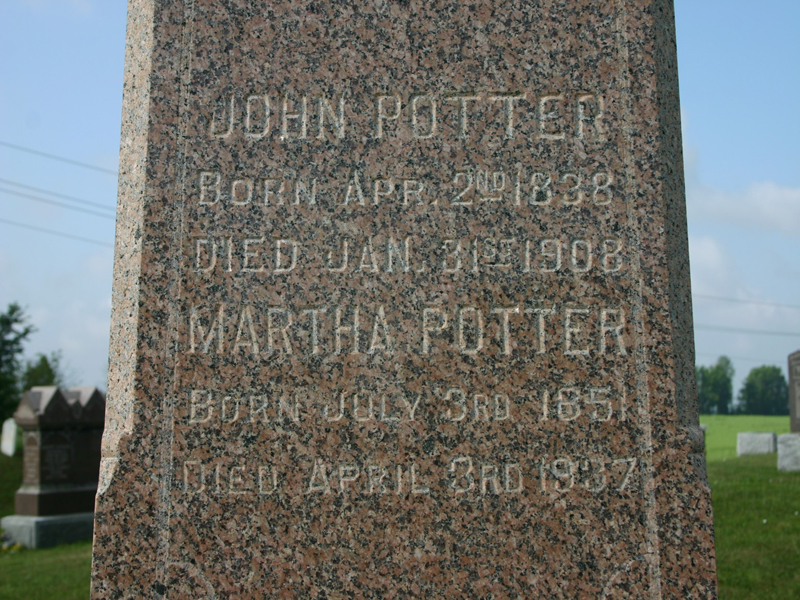 JOHN POTTER
BORN APR. 2ND 1838
DIED JAN. 31ST 1908
MARTHA POTTER
BORN JULY 3RD 1851
DIED APRIL 3RD 1937